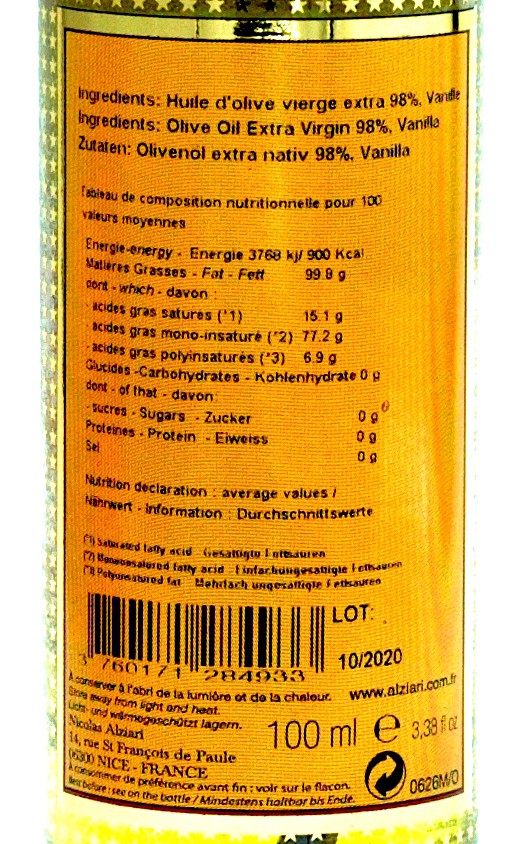 Ingredients: Huile d'olive vierge extra 98%, Vanille
Ingredients: Olive Oil Extra Virgin 98%, Vanilla
Zutaten: Olivenol extra nativ 98%, Vanilla
Tableau de composition nutritionnelle pour 100
valeurs moyennes
Energie-energy - Energie 3768 kj/ 900 Kcal
Matières Grasses - Fat - Fett 99.8 g
dont - which - davon :
- acides gras saturés (*1) 15.1 g
- acides gras mono-insaturé (*2) 77.2 g
- acides gras polyinsaturés (*3) 6.9 g
Glucides -Carbohydrates - Kohlenhydrate 0 g
dont - of that - davon:
- sucres - Sugars - Zucker 0 g
Proteines - Protein - Eiweiss 0 g
Sel 0 g
Nutrition declaration : average values /
Nährwert - Information : Durchschnittswerte
(*1) Saturated fatty acid Gesättigte Fettsäuren
(*2) fatty acid Fettsäuren
(*3) fat Mehrfach ungesättigte Fettsäuren
LOT:
10/2020
3 760171 284933
A conserver à l'abri de la lumière et de la chaleur.
Store away from light and heat.
Licht- und wärmegeschützt lagern.
www.alziari.com.fr
Nicolas Alziari
14, rue St François de Paule
06300 NICE - FRANCE
100 ml e 3,38 fl oz
A consommer de préférence avant fin : voir sur le flacon.
Best before : see on the bottle / Mindestens haltbar bis Ende.
0626M/O